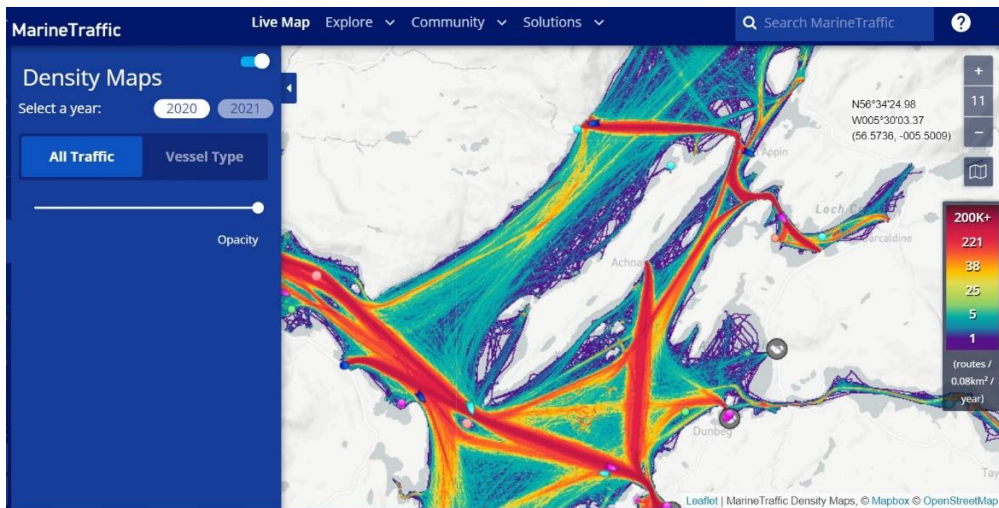 MarineTraffic
Live Map Explore Community Solutions
Search MarineTraffic
?
Density Maps
Select a year: 2020 2021
All Traffic Vessel Type
Opacity
N56°34'24.98
W005°30'03.37
(56.5736, -005.5009)
+
11
−
Appin
Loch
arcaldine
Achna
Dunbeg
Tay
200K+
221
38
25
5
1
(routes /
0.08km² /
year)
Leaflet | MarineTraffic Density Maps, © Mapbox © OpenStreetMap